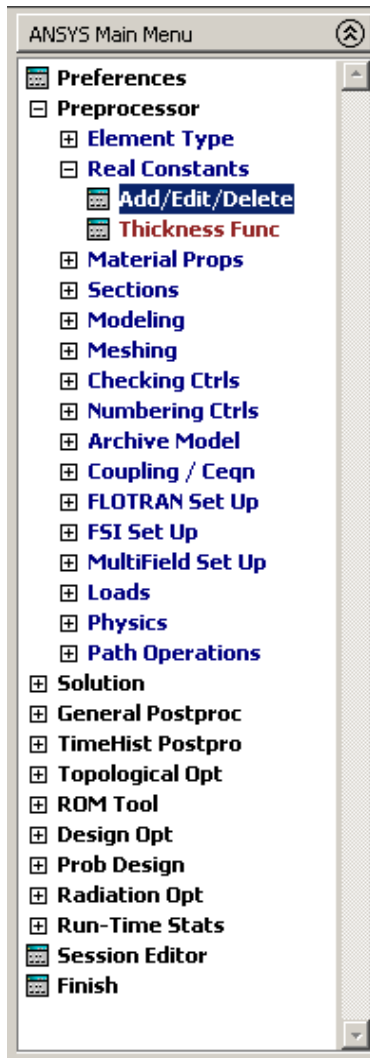 ANSYS Main Menu
Preferences
Preprocessor
Element Type
Real Constants
Add/Edit/Delete
Thickness Func
Material Props
Sections
Modeling
Meshing
Checking Ctrls
Numbering Ctrls
Archive Model
Coupling / Ceqn
FLOTRAN Set Up
FSI Set Up
MultiField Set Up
Loads
Physics
Path Operations
Solution
General Postproc
TimeHist Postpro
Topological Opt
ROM Tool
Design Opt
Prob Design
Radiation Opt
Run-Time Stats
Session Editor
Finish